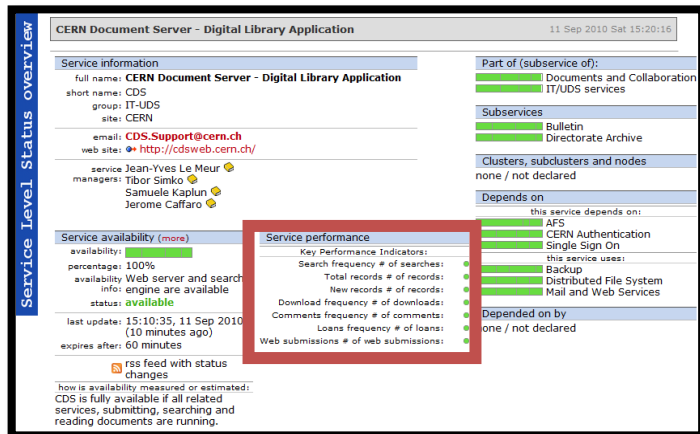 Service Level Status overview
CERN Document Server - Digital Library Application
11 Sep 2010 Sat 15:20:16
Service information
full name: CERN Document Server - Digital Library Application
short name: CDS
group: IT-UDS
site: CERN
email: CDS.Support@cern.ch
web site: http://cdsweb.cern.ch/
service managers: Jean-Yves Le Meur
Tibor Simko
Samuele Kaplun
Jerome Caffaro
Service availability (more)
availability:
percentage: 100%
availability info: Web server and search
engine are available
status: available
last update: 15:10:35, 11 Sep 2010
(10 minutes ago)
expires after: 60 minutes
rss feed with status
changes
how is availability measured or estimated:
CDS is fully available if all related
services, submitting, searching and
reading documents are running.
Service performance
Key Performance Indicators:
Search frequency # of searches:
Total records # of records:
New records # of records:
Download frequency # of downloads:
Comments frequency # of comments:
Loans frequency # of loans:
Web submissions # of web submissions:
Part of (subservice of):
Documents and Collaboration
IT/UDS services
Subservices
Bulletin
Directorate Archive
Clusters, subclusters and nodes
none / not declared
Depends on
this service depends on:
AFS
CERN Authentication
Single Sign On
this service uses:
Backup
Distributed File System
Mail and Web Services
Depended on by
none / not declared